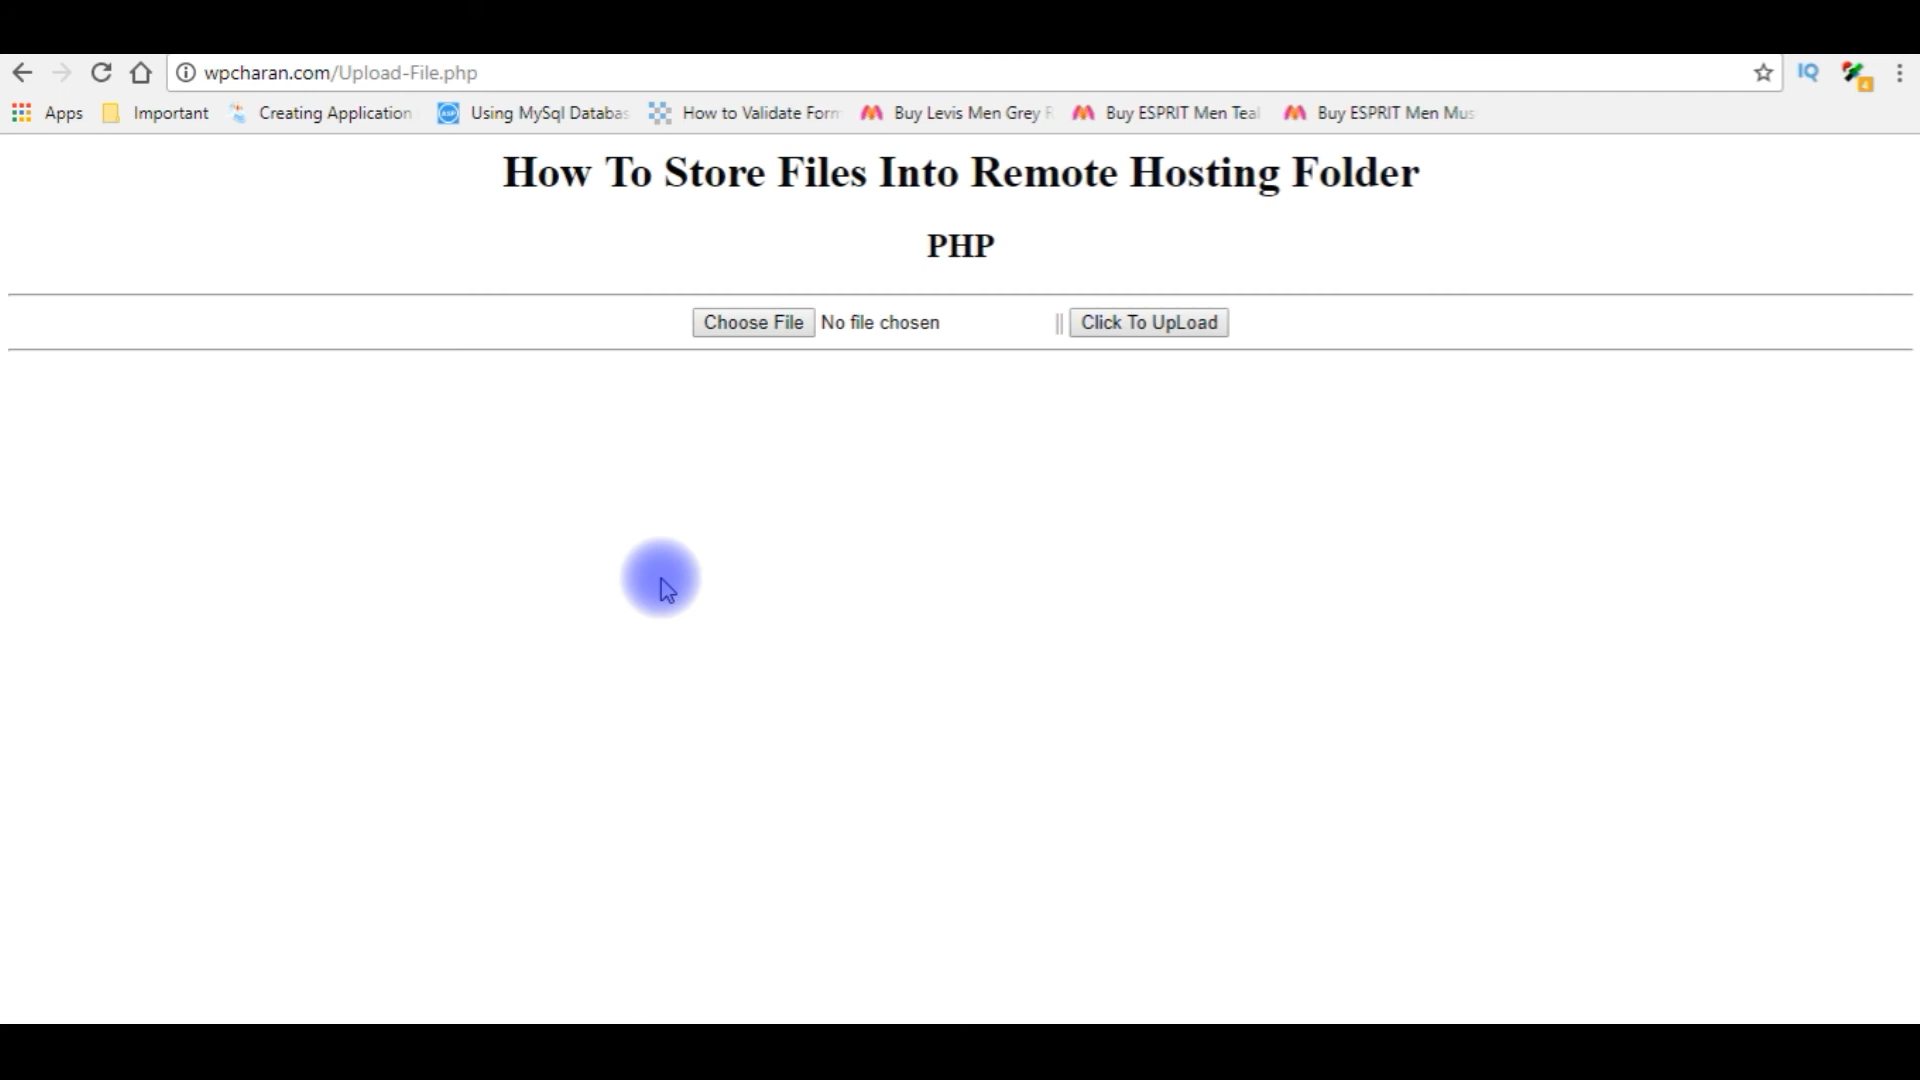 wpcharan.com/Upload-File.php
IQ
4
Apps Important Creating Application Using MySql Databas How to Validate Form Buy Levis Men Grey Buy ESPRIT Men Teal Buy ESPRIT Men Mus
How To Store Files Into Remote Hosting Folder
PHP
Choose File No file chosen || Click To UpLoad